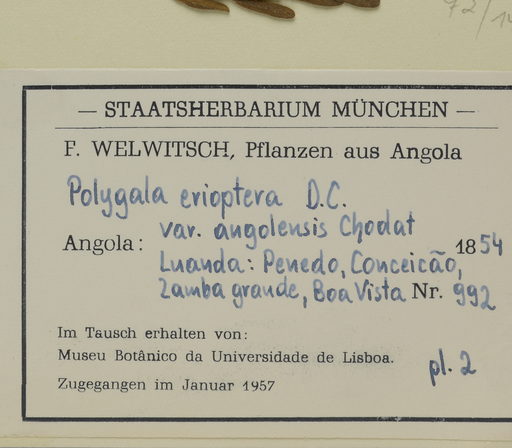 — STAATSHERBARIUM MÜNCHEN —
F. WELWITSCH, Pflanzen aus Angola
Polygala erioptera D.C.
var. angolensis Chodat
Angola: 1854
Luanda: Penedo, Conceicão,
Zamba grande, Boa Vista Nr. 992
Im Tausch erhalten von:
Museu Botânico da Universidade de Lisboa.
pl. 2
Zugegangen im Januar 1957